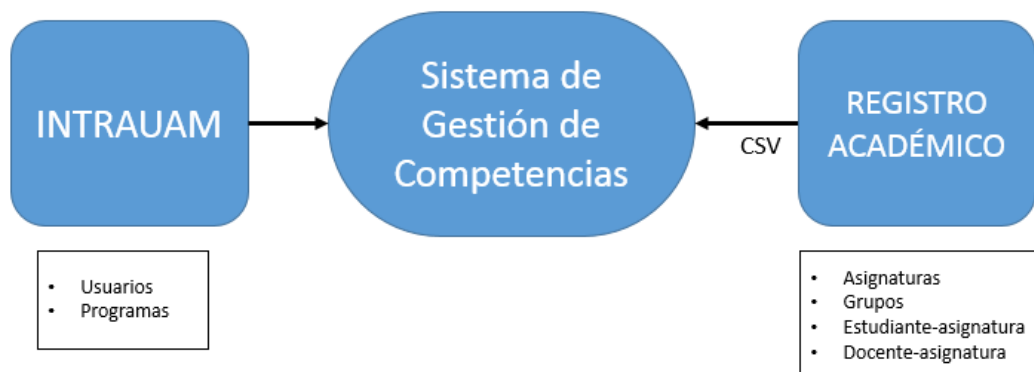 INTRAUAM
Sistema de
Gestión de
Competencias
CSV
REGISTRO
ACADÉMICO
• Usuarios
• Programas
• Asignaturas
• Grupos
• Estudiante-asignatura
• Docente-asignatura